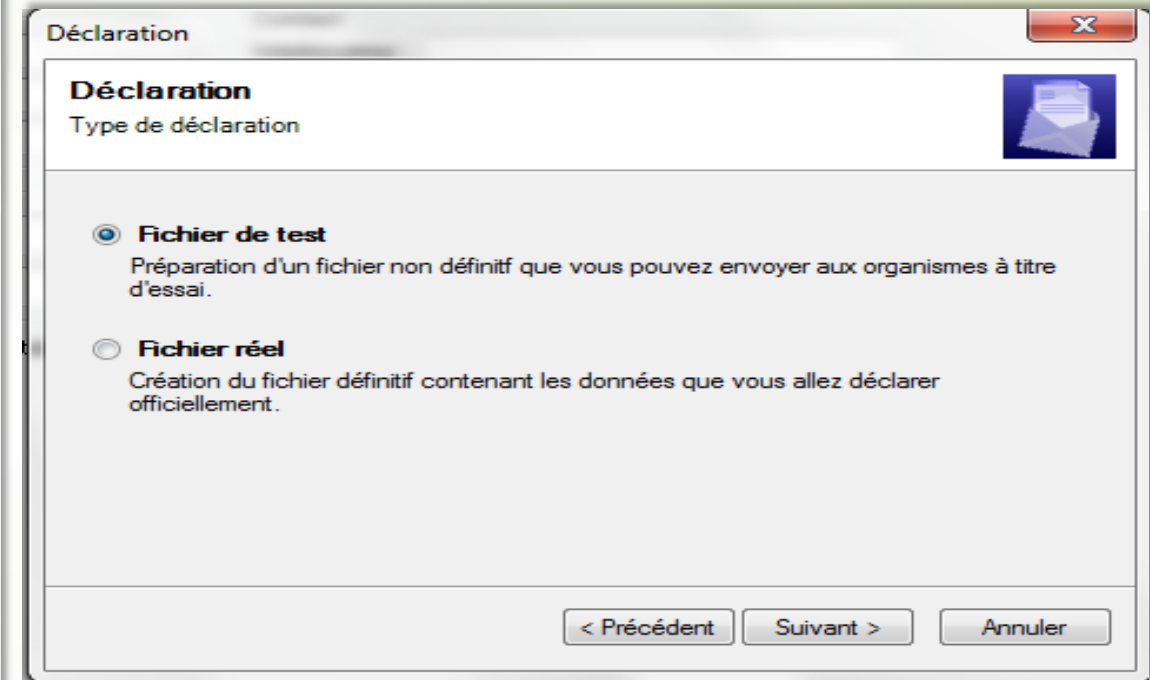 Déclaration
Déclaration
Type de déclaration
Fichier de test
Préparation d'un fichier non définitf que vous pouvez envoyer aux organismes à titre
d'essai.
Fichier réel
Création du fichier définitif contenant les données que vous allez déclarer
officiellement.
< Précédent
Suivant >
Annuler